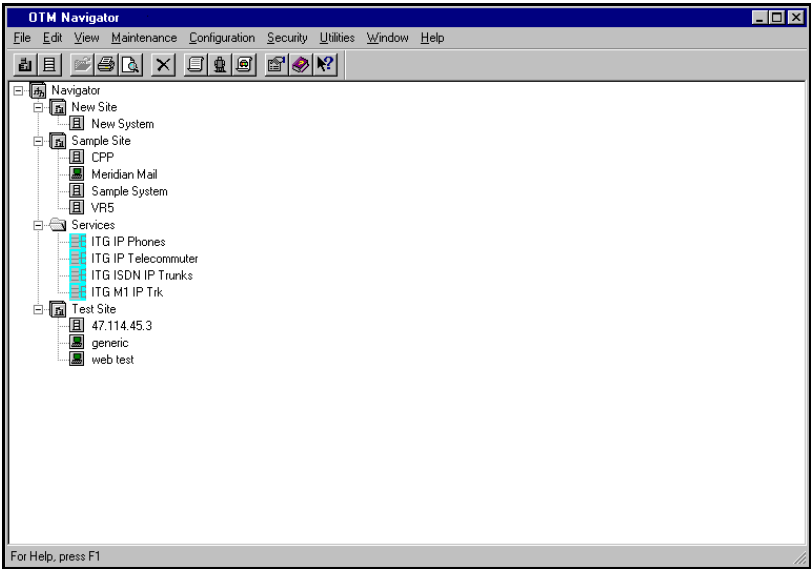 OTM Navigator
File Edit View Maintenance Configuration Security Utilities Window Help
Navigator
New Site
New System
Sample Site
CPP
Meridian Mail
Sample System
VR5
Services
ITG IP Phones
ITG IP Telecommuter
ITG ISDN IP Trunks
ITG M1 IP Trk
Test Site
47.114.45.3
generic
web test
For Help, press F1